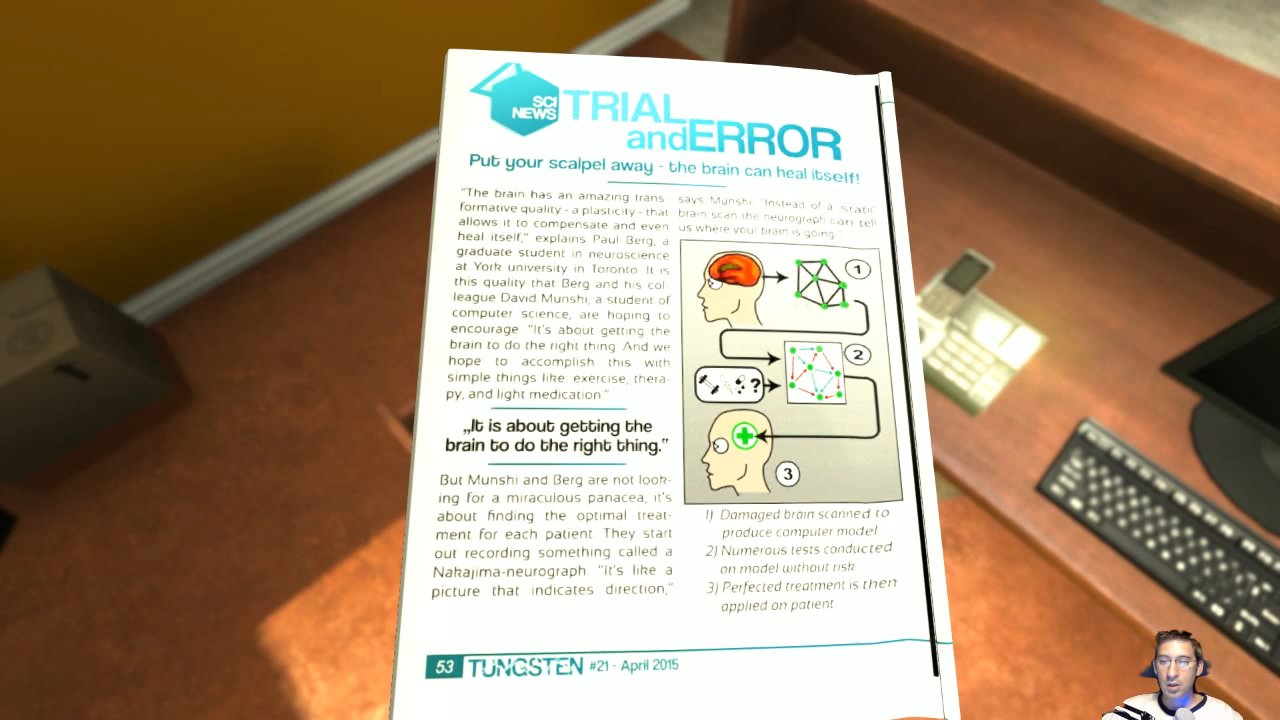 SCI
NEWS
TRIAL
and ERROR
Put your scalpel away - the brain can heal itself!
"The brain has an amazing trans-
formative quality - a plasticity - that
allows it to compensate and even
heal itself," explains Paul Berg, a
graduate student in neuroscience
at York university in Toronto. It is
this quality that Berg and his col-
league David Munshi, a student of
computer science, are hoping to
encourage. "It's about getting the
brain to do the right thing. And we
hope to accomplish this with
simple things like: exercise, thera-
py, and light medication."
„It is about getting the
brain to do the right thing."
But Munshi and Berg are not look-
ing for a miraculous panacea, it's
about finding the optimal treat-
ment for each patient. They start
out recording something called a
Nakajima-neurograph. "It's like a
picture that indicates direction,"
says Munshi. "Instead of a static
brain scan the neurograph can tell
us where your brain is going."
1
2
?
3
1) Damaged brain scanned to
produce computer model
2) Numerous tests conducted
on model without risk
3) Perfected treatment is then
applied on patient.
53 TUNGSTEN #21 - April 2015